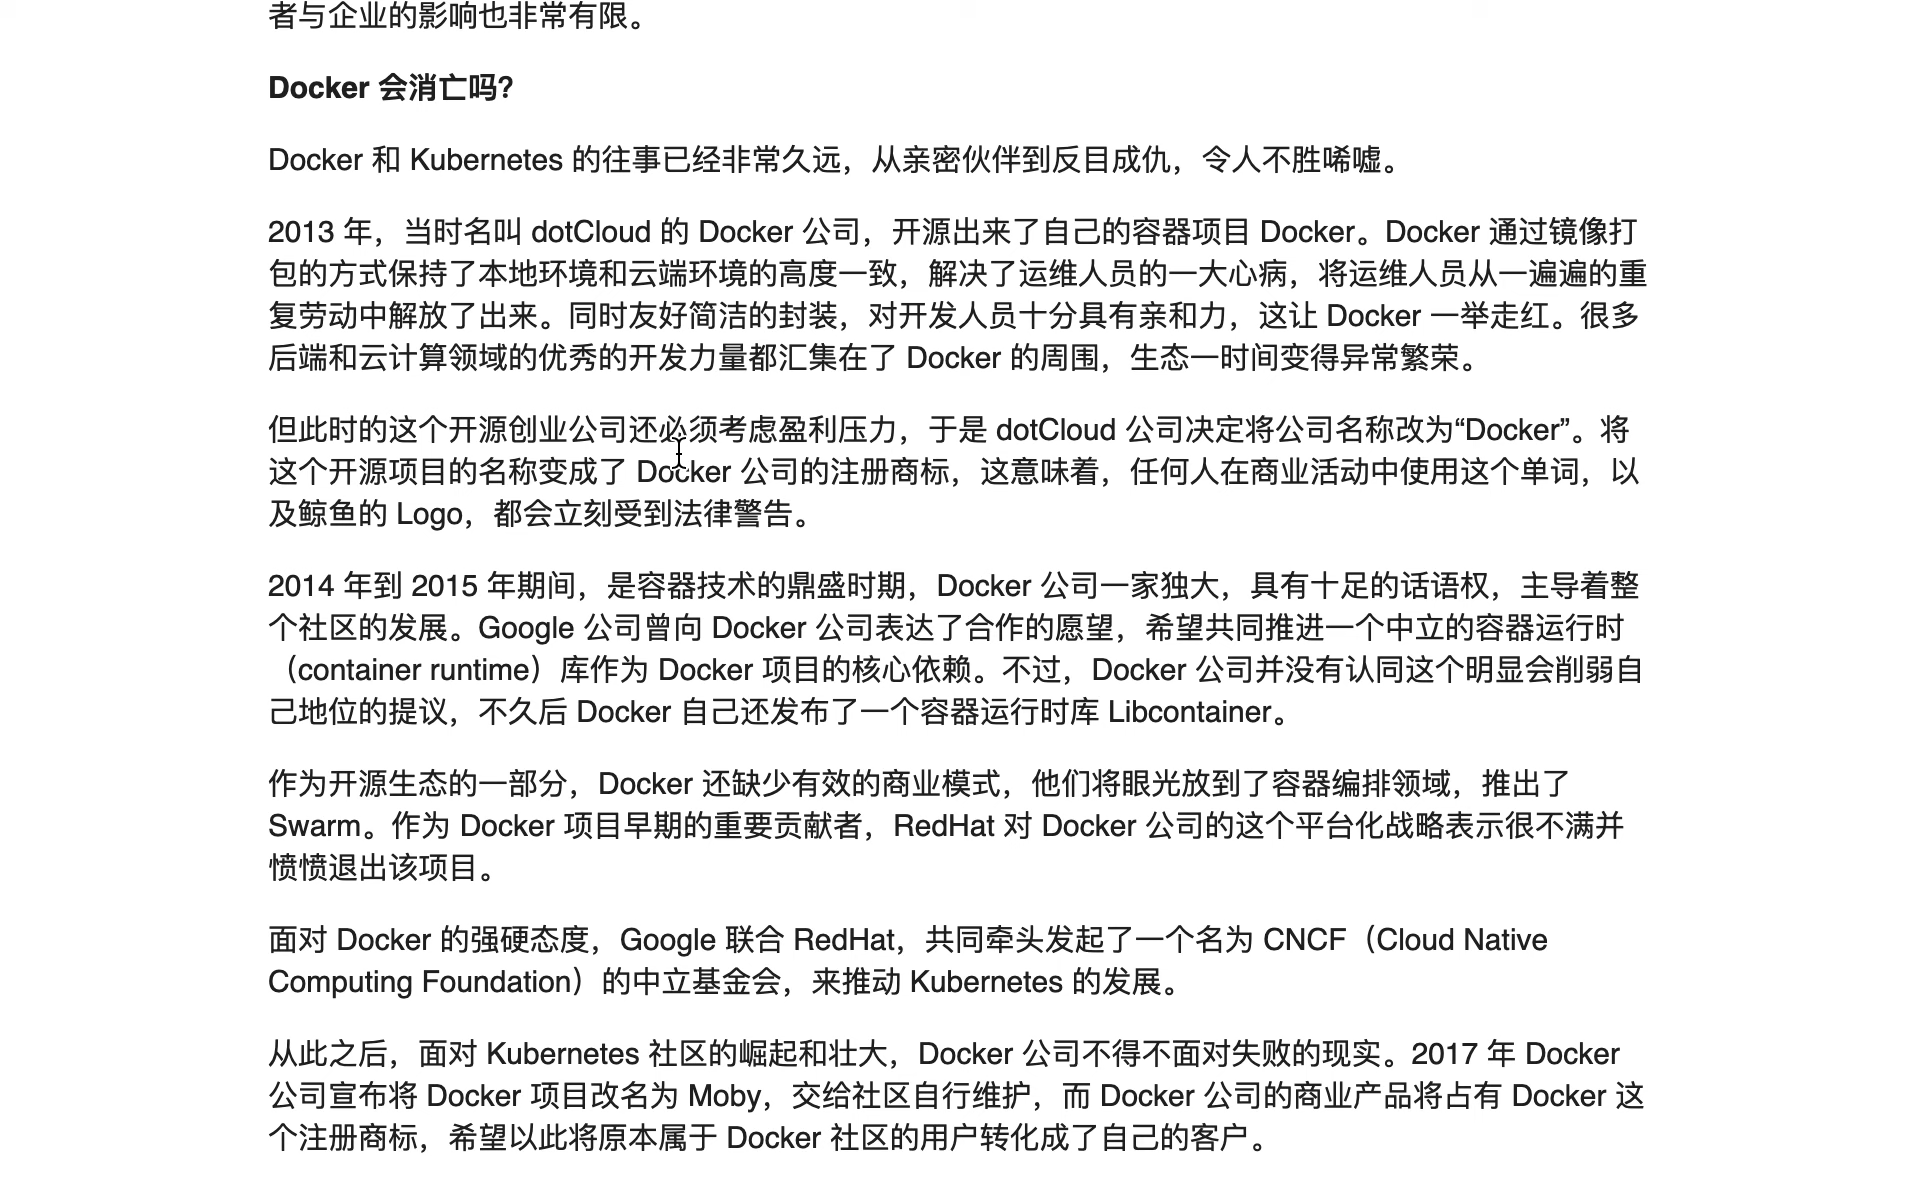 者与企业的影响也非常有限。
Docker 会消亡吗?
Docker 和 Kubernetes 的往事已经非常久远，从亲密伙伴到反目成仇，令人不胜唏嘘。
2013 年，当时名叫 dotCloud 的 Docker 公司，开源出来了自己的容器项目 Docker。Docker 通过镜像打
包的方式保持了本地环境和云端环境的高度一致，解决了运维人员的一大心病，将运维人员从一遍遍的重
复劳动中解放了出来。同时友好简洁的封装，对开发人员十分具有亲和力，这让 Docker 一举走红。很多
后端和云计算领域的优秀的开发力量都汇集在了 Docker 的周围，生态一时间变得异常繁荣。
但此时的这个开源创业公司还必须考虑盈利压力，于是 dotCloud 公司决定将公司名称改为“Docker”。将
这个开源项目的名称变成了 Docker 公司的注册商标，这意味着，任何人在商业活动中使用这个单词，以
及鲸鱼的 Logo，都会立刻受到法律警告。
2014 年到 2015 年期间，是容器技术的鼎盛时期，Docker 公司一家独大，具有十足的话语权，主导着整
个社区的发展。Google 公司曾向 Docker 公司表达了合作的愿望，希望共同推进一个中立的容器运行时
（container runtime）库作为 Docker 项目的核心依赖。不过，Docker 公司并没有认同这个明显会削弱自
己地位的提议，不久后 Docker 自己还发布了一个容器运行时库 Libcontainer。
作为开源生态的一部分，Docker 还缺少有效的商业模式，他们将眼光放到了容器编排领域，推出了
Swarm。作为 Docker 项目早期的重要贡献者，RedHat 对 Docker 公司的这个平台化战略表示很不满并
愤愤退出该项目。
面对 Docker 的强硬态度，Google 联合 RedHat，共同牵头发起了一个名为 CNCF（Cloud Native
Computing Foundation）的中立基金会，来推动 Kubernetes 的发展。
从此之后，面对 Kubernetes 社区的崛起和壮大，Docker 公司不得不面对失败的现实。2017 年 Docker
公司宣布将 Docker 项目改名为 Moby，交给社区自行维护，而 Docker 公司的商业产品将占有 Docker 这
个注册商标，希望以此将原本属于 Docker 社区的用户转化成了自己的客户。